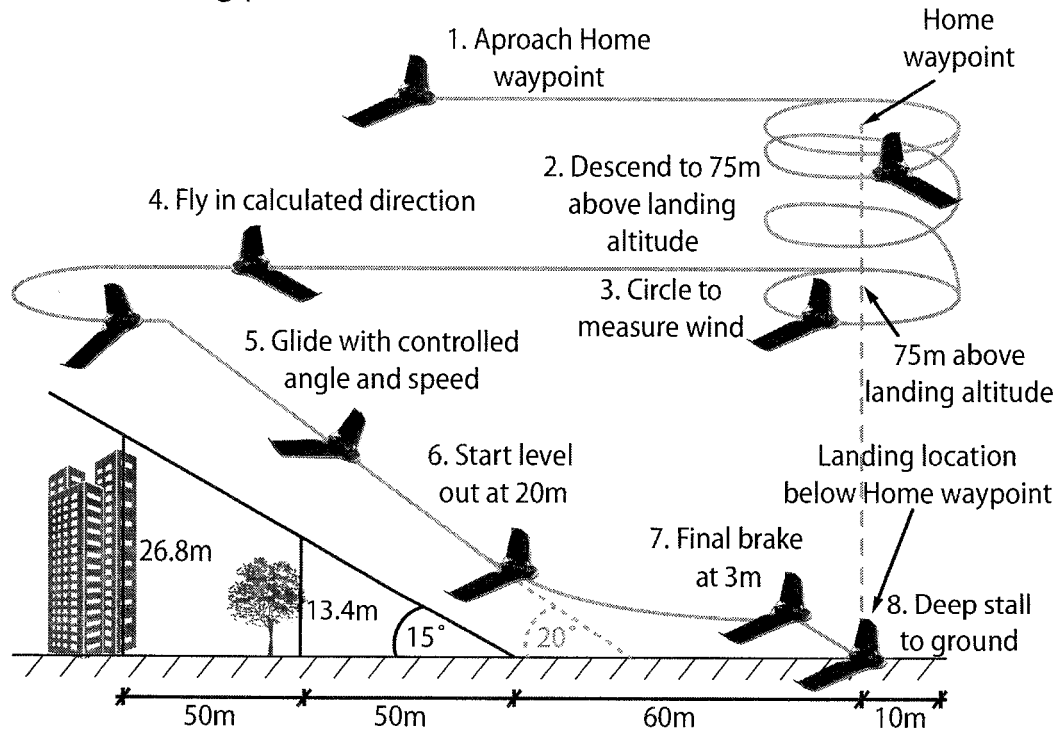 1. Aproach Home
waypoint
Home
waypoint
2. Descend to 75m
above landing
altitude
4. Fly in calculated direction
3. Circle to
measure wind
75m above
landing altitude
5. Glide with controlled
angle and speed
6. Start level
out at 20m
Landing location
below Home waypoint
7. Final brake
at 3m
8. Deep stall
to ground
26.8m
13.4m
15°
20°
50m
50m
60m
10m